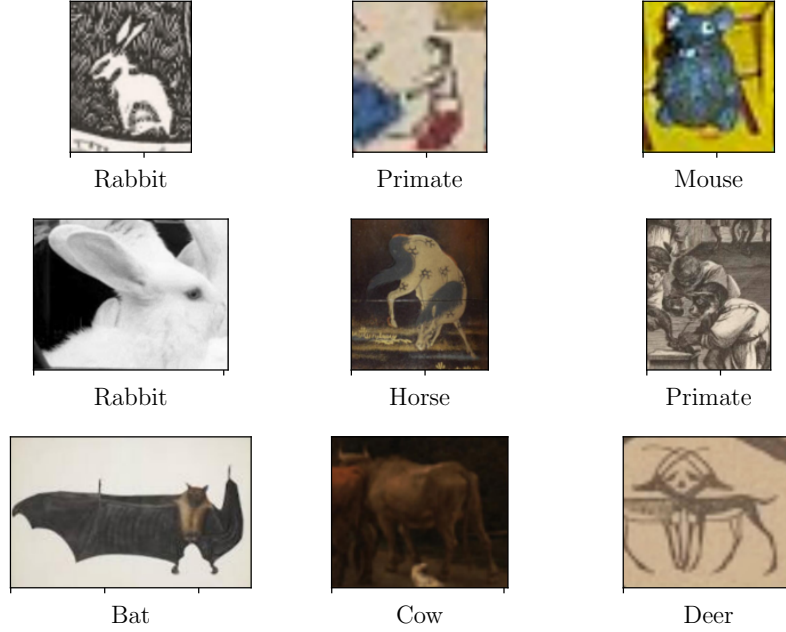 Rabbit
Primate
Mouse
Rabbit
Horse
Primate
Bat
Cow
Deer